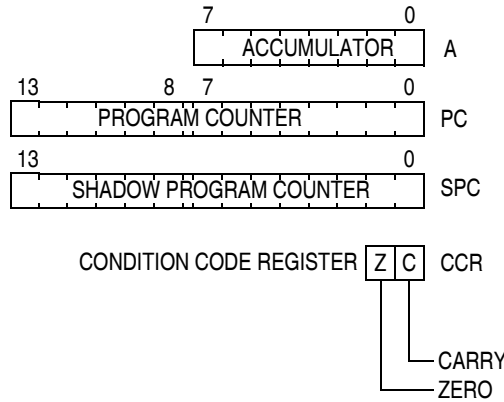 7 0
ACCUMULATOR A
13 8 7 0
PROGRAM COUNTER PC
13 0
SHADOW PROGRAM COUNTER SPC
CONDITION CODE REGISTER Z C CCR
CARRY
ZERO